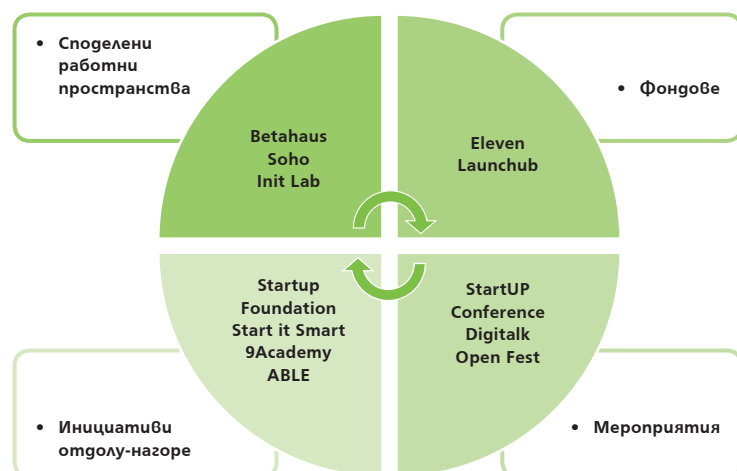 • Споделени
работни
пространства
• Фондове
Betahaus
Soho
Init Lab
Eleven
Launchub
Startup
Foundation
Start it Smart
9Academy
ABLE
StartUP
Conference
Digitalk
Open Fest
• Инициативи
отдолу-нагоре
• Мероприятия